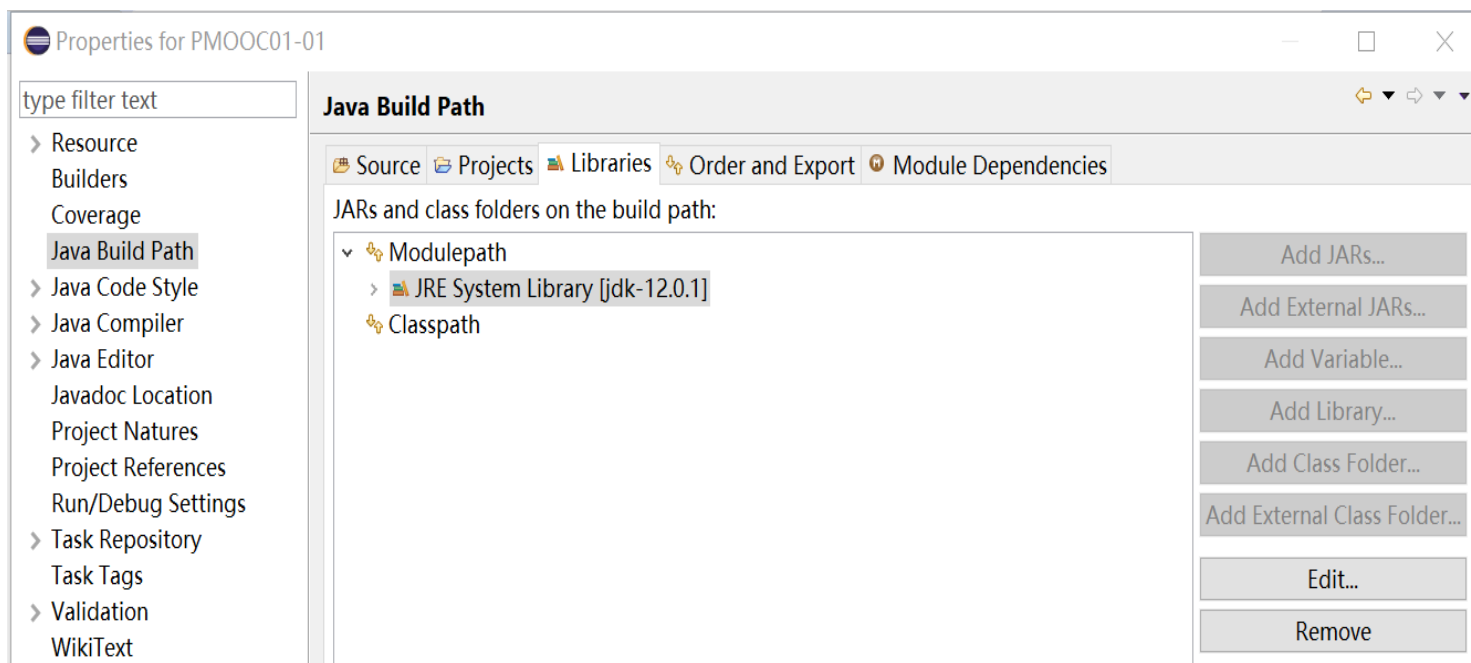 Properties for PMOOC01-01
type filter text
Resource
Builders
Coverage
Java Build Path
Java Code Style
Java Compiler
Java Editor
Javadoc Location
Project Natures
Project References
Run/Debug Settings
Task Repository
Task Tags
Validation
WikiText
Java Build Path
Source Projects Libraries Order and Export Module Dependencies
JARs and class folders on the build path:
Modulepath
JRE System Library [jdk-12.0.1]
Classpath
Add JARs...
Add External JARs...
Add Variable...
Add Library...
Add Class Folder...
Add External Class Folder...
Edit...
Remove